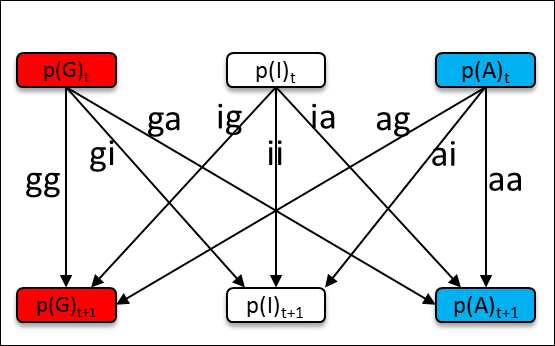 p(G)t p(I)t p(A)t
ga ig ia ag
gi ii ai
gg aa
p(G)t+1 p(I)t+1 p(A)t+1